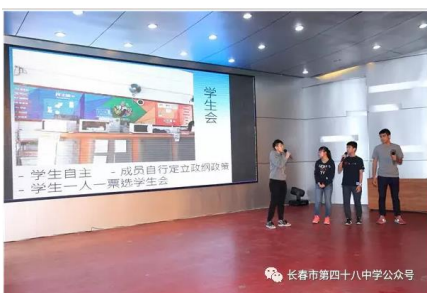 学生会
- 学生自主 - 成员自行定立政纲政策
- 学生一人一票选学生会
长春市第四十八中学公众号